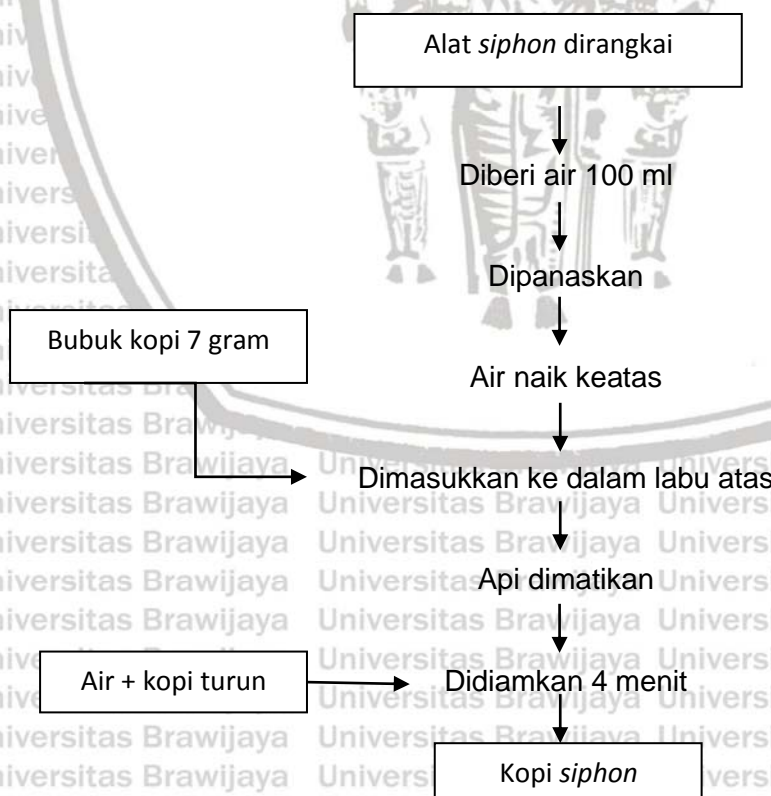 Alat siphon dirangkai
Diberi air 100 ml
Dipanaskan
Bubuk kopi 7 gram
Air naik keatas
Dimasukkan ke dalam labu atas
Api dimatikan
Air + kopi turun
Didiamkan 4 menit
Kopi siphon